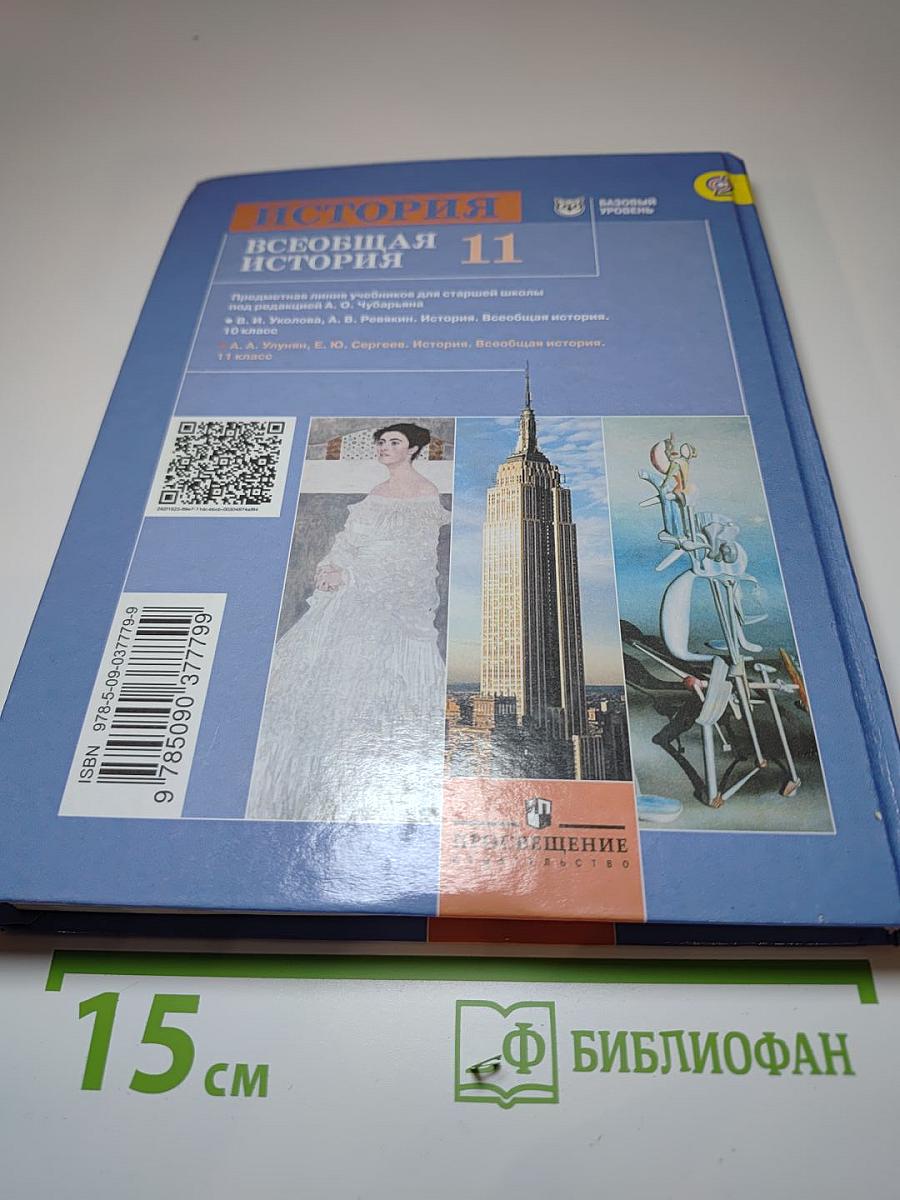 ИСТОРИЯ
БАЗОВЫЙ
УРОВЕНЬ
ВСЕОБЩАЯ
ИСТОРИЯ
11
Предметная линия учебников для старшей школы
под редакцией А. О. Чубарьяна
• В. И. Уколова, А. В. Ревякин. История. Всеобщая история.
10 класс
• А. А. Улунян, Е. Ю. Сергеев. История. Всеобщая история.
11 класс
ISBN 978-5-09-037779-9
9 785090 377799
ПРОСВЕЩЕНИЕ
ИЗДАТЕЛЬСТВО
15 см
БФ БИБЛИОФАН